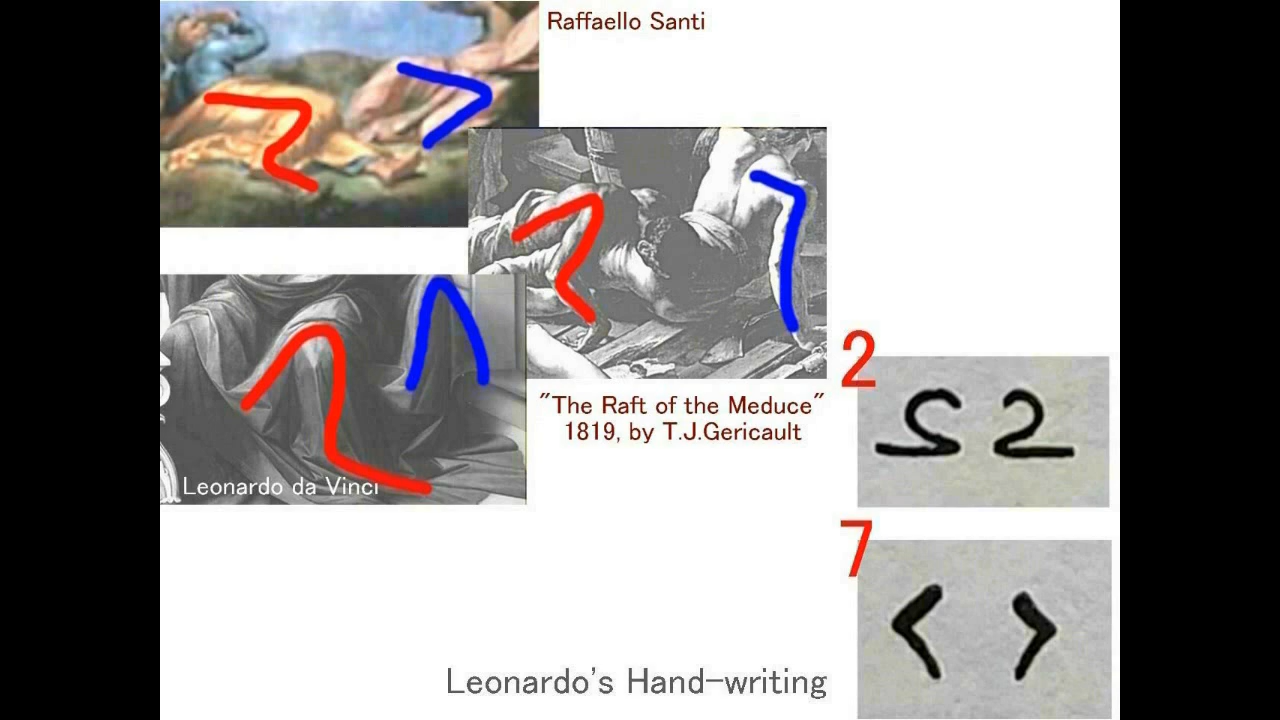 Raffaello Santi
"The Raft of the Meduce"
1819, by T.J.Gericault
Leonardo da Vinci
2
7
Leonardo's Hand-writing